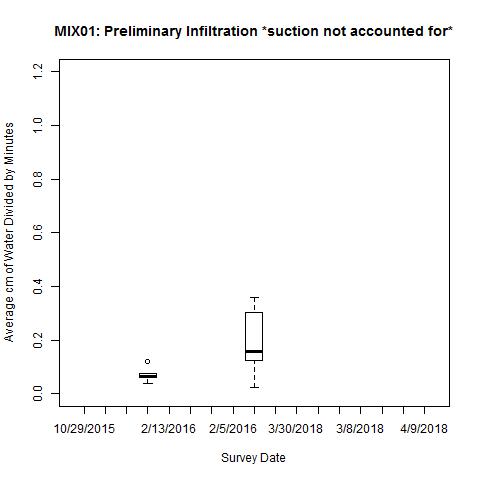 MIX01: Preliminary Infiltration *suction not accounted for*
Average cm of Water Divided by Minutes
1.2
1.0
0.8
0.6
0.4
0.2
0.0
10/29/2015 2/13/2016 2/5/2016 3/30/2018 3/8/2018 4/9/2018
Survey Date